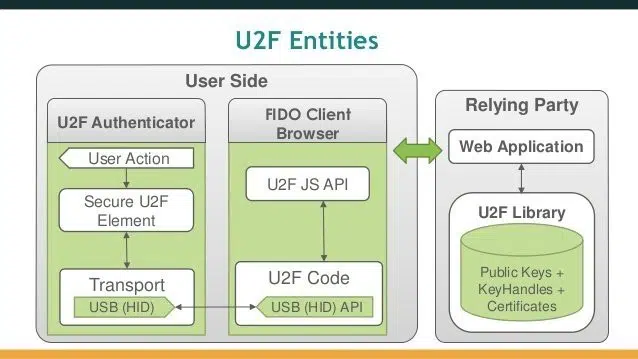 U2F Entities
User Side
U2F Authenticator
User Action
Secure U2F
Element
Transport
USB (HID)
FIDO Client
Browser
U2F JS API
U2F Code
USB (HID) API
Relying Party
Web Application
U2F Library
Public Keys +
KeyHandles +
Certificates